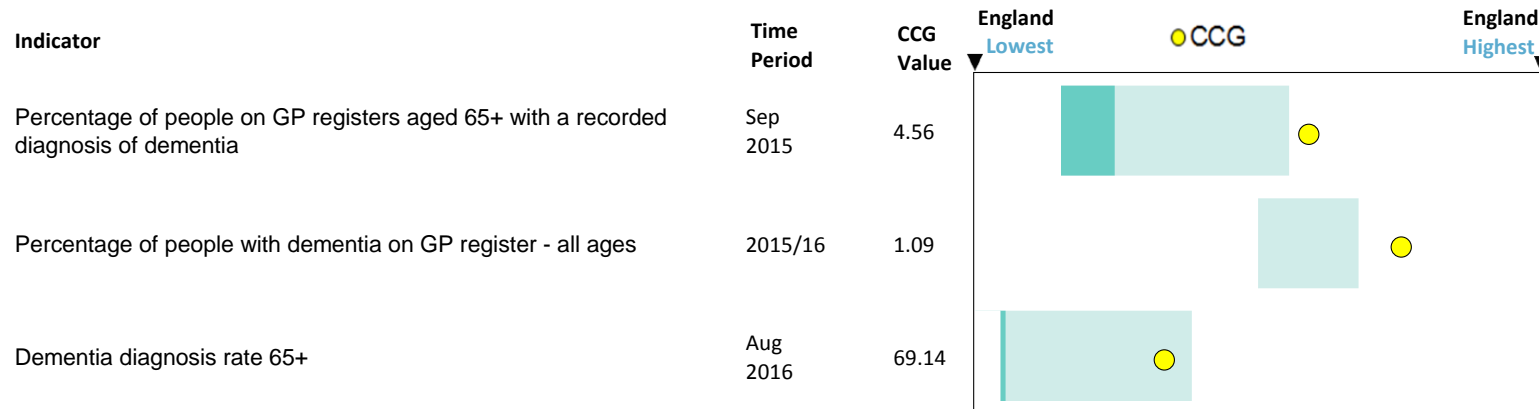 Indicator
Time
Period
CCG
Value
England
Lowest
CCG
England
Highest
Percentage of people on GP registers aged 65+ with a recorded
diagnosis of dementia
Sep
2015
4.56
Percentage of people with dementia on GP register - all ages
2015/16
1.09
Dementia diagnosis rate 65+
Aug
2016
69.14